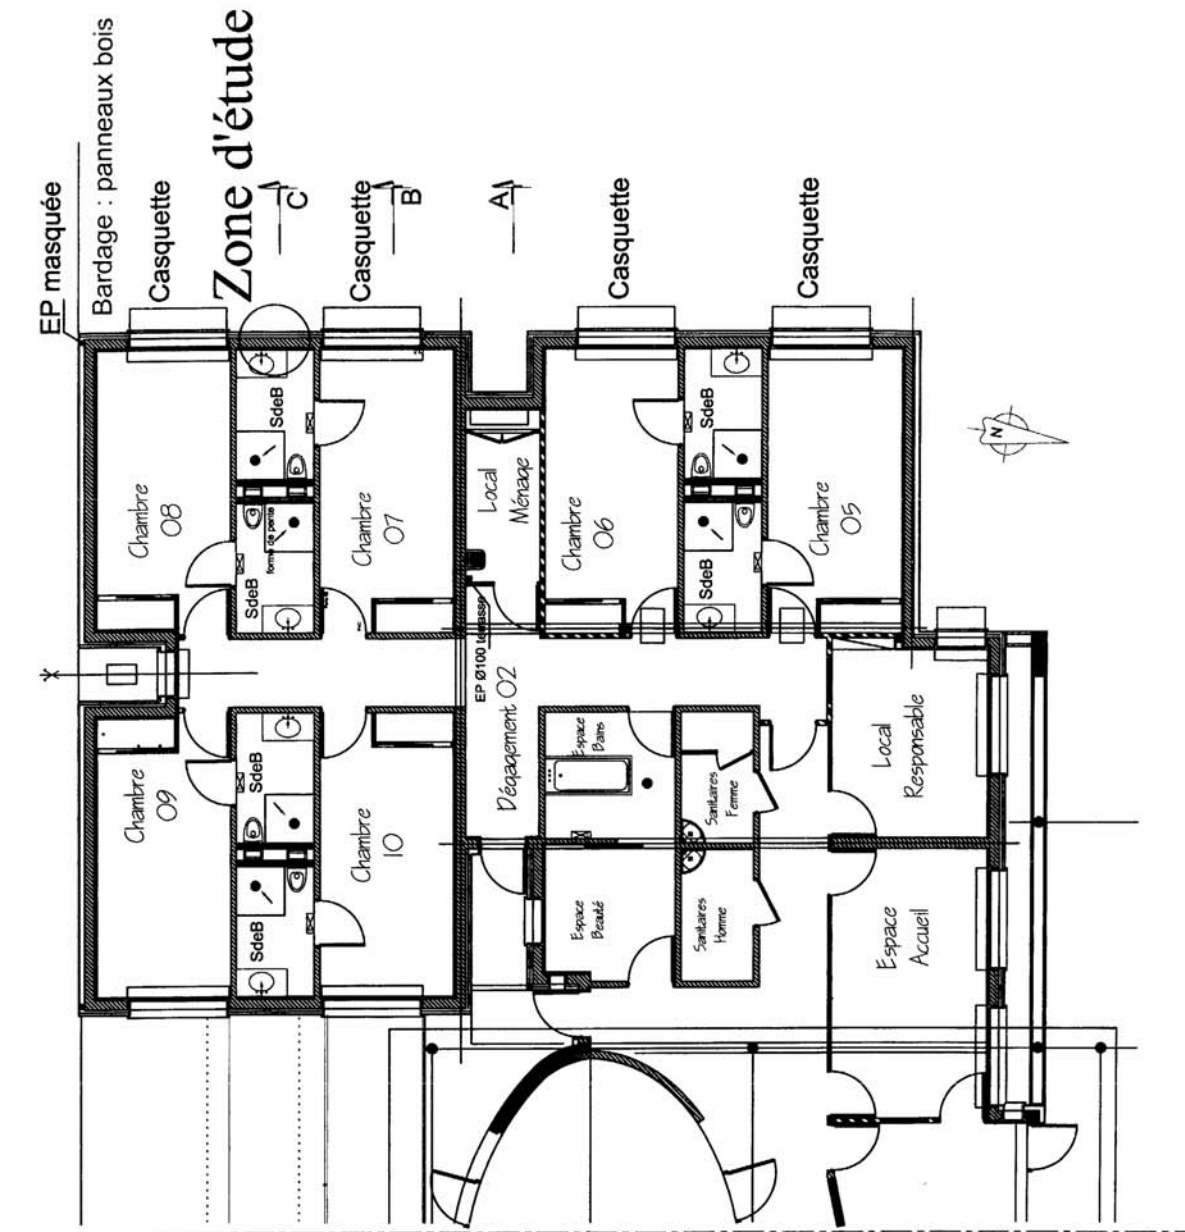 EP masquée
Bardage : panneaux bois
Casquette
Zone d'étude
C
Casquette
B
A
Casquette
Casquette
Chambre
08
SdeB
SdeB
forme de pente
Chambre
07
Local
Ménage
Chambre
06
SdeB
SdeB
Chambre
05
N
EP Ø100 terrasse
Dégagement 02
Chambre
09
SdeB
SdeB
Chambre
10
Espace
Bains
Sanitaires
Femme
Local
Responsable
Espace
Beauté
Sanitaires
Homme
Espace
Accueil